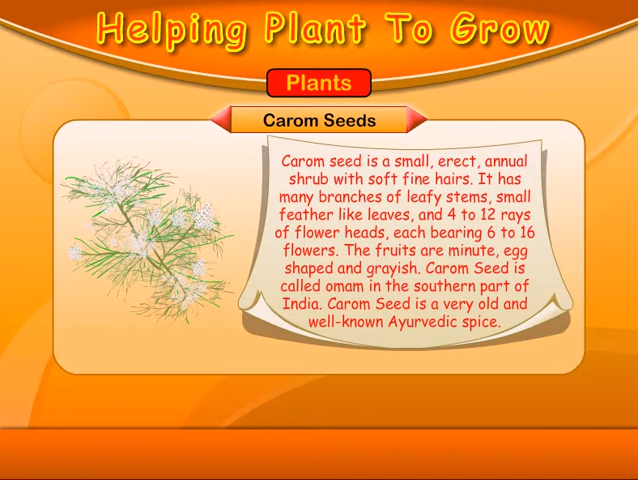 Helping Plant To Grow
Plants
Carom Seeds
Carom seed is a small, erect, annual
shrub with soft fine hairs. It has
many branches of leafy stems, small
feather like leaves, and 4 to 12 rays
of flower heads, each bearing 6 to 16
flowers. The fruits are minute, egg
shaped and grayish. Carom Seed is
called omam in the southern part of
India. Carom Seed is a very old and
well-known Ayurvedic spice.